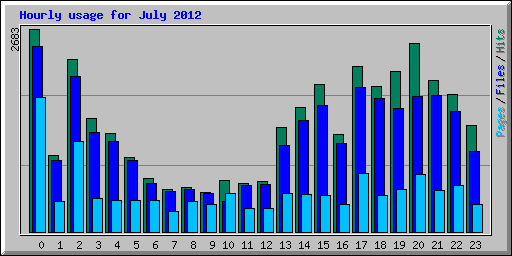 Hourly usage for July 2012
2683
Pages/Files/Hits
0 1 2 3 4 5 6 7 8 9 10 11 12 13 14 15 16 17 18 19 20 21 22 23